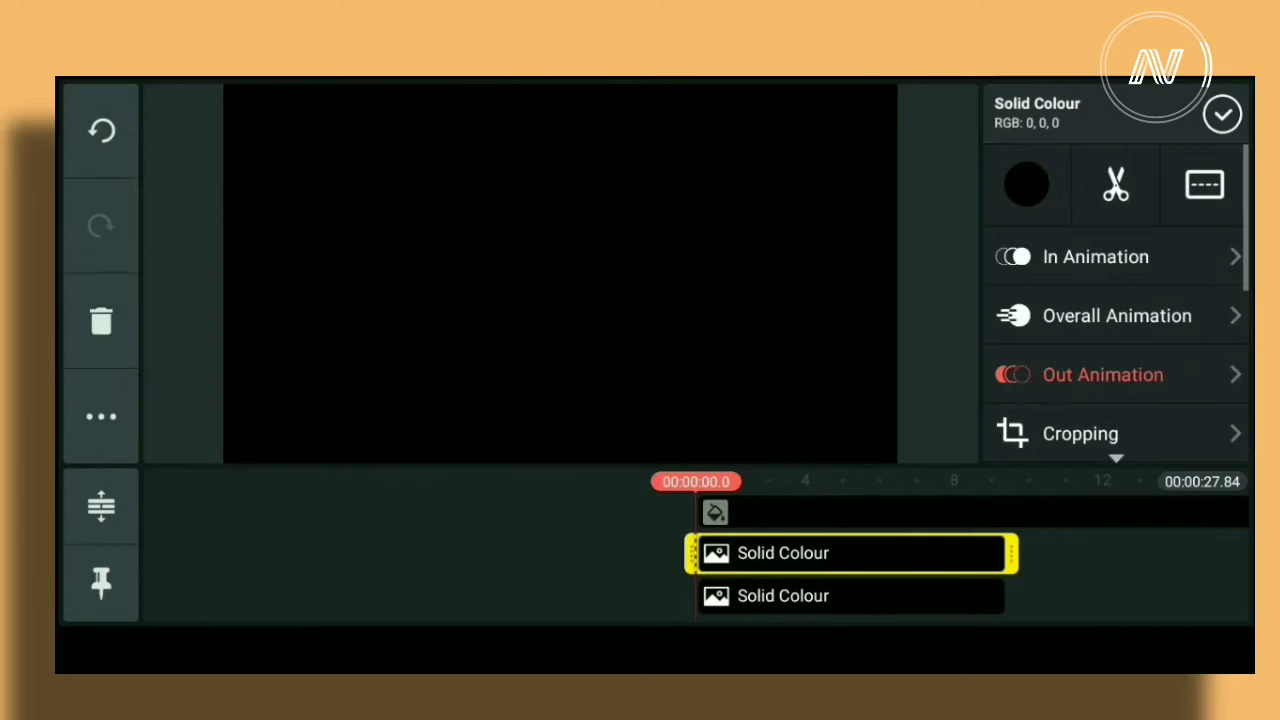 AV
Solid Colour
RGB: 0, 0, 0
In Animation
Overall Animation
Out Animation
Cropping
00:00:00.0 4 8 12 00:00:27.84
Solid Colour
Solid Colour